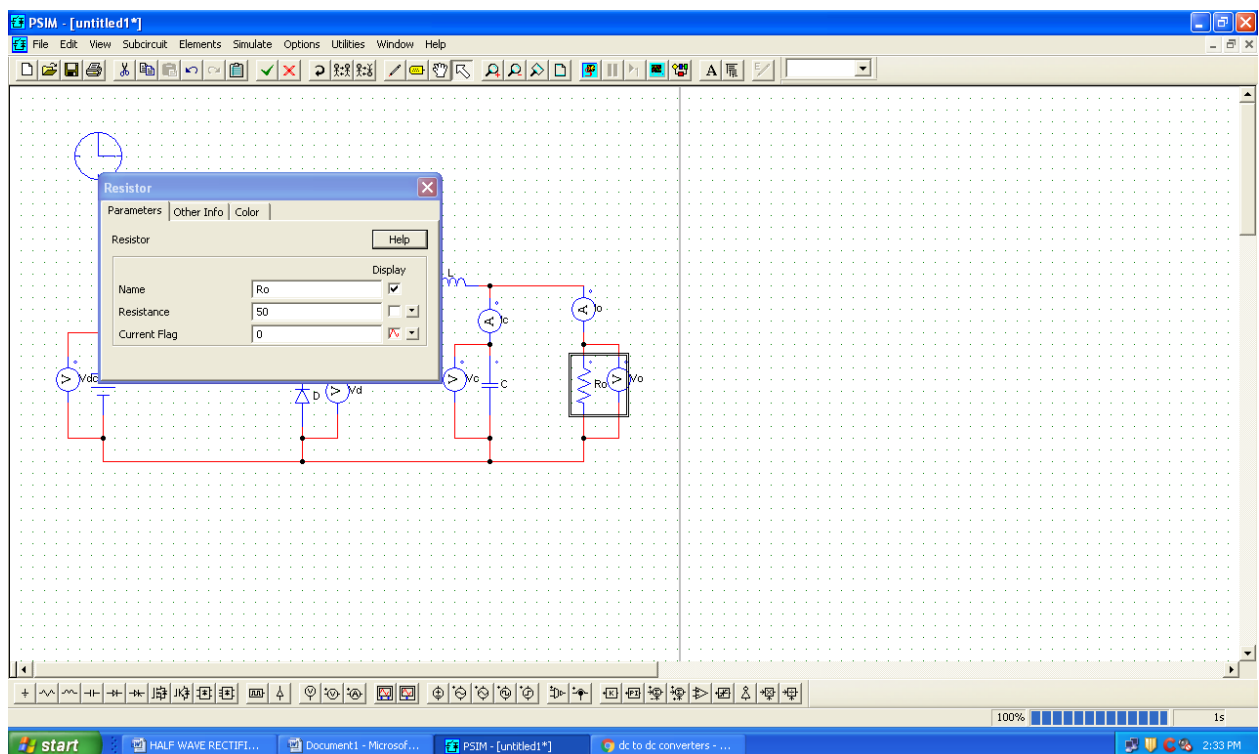 PSIM - [untitled1*]
File Edit View Subcircuit Elements Simulate Options Utilities Window Help
Resistor
Parameters Other Info Color
Resistor Help
Display
Name Ro
Resistance 50
Current Flag 0
L
Vdc
D
Vd
Vc
C
Ro
Vo
100% 1s
start HALF WAVE RECTIFI... Document1 - Microsof... PSIM - [untitled1*] dc to dc converters - ... 2:33 PM